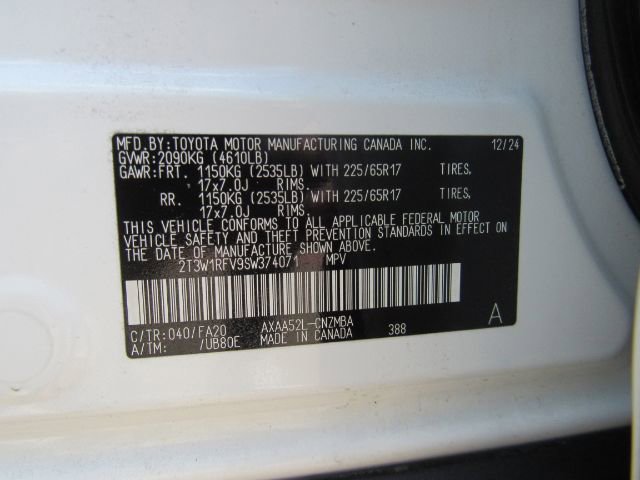 MFD.BY:TOYOTA MOTOR MANUFACTURING CANADA INC. 12/24
GVWR:2090KG (4610LB)
GAWR:FRT. 1150KG (2535LB) WITH 225/65R17 TIRES,
17x7.0J RIMS.
RR. 1150KG (2535LB) WITH 225/65R17 TIRES,
17x7.0J RIMS.
THIS VEHICLE CONFORMS TO ALL APPLICABLE FEDERAL MOTOR
VEHICLE SAFETY AND THEFT PREVENTION STANDARDS IN EFFECT ON
THE DATE OF MANUFACTURE SHOWN ABOVE.
2T3W1RFV9SW374071 MPV
C/TR:040/FA20 AXAA52L-CNZMBA 388 A
A/TM: /UB80E MADE IN CANADA